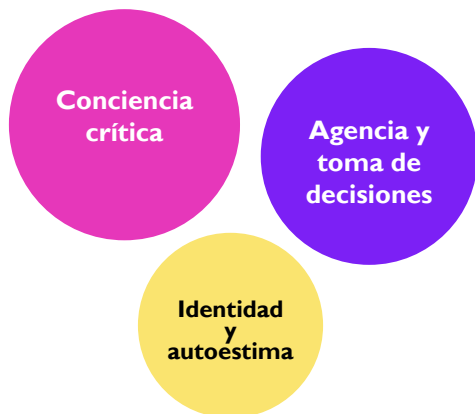 Conciencia
crítica
Agencia y
toma de
decisiones
Identidad
y
autoestima